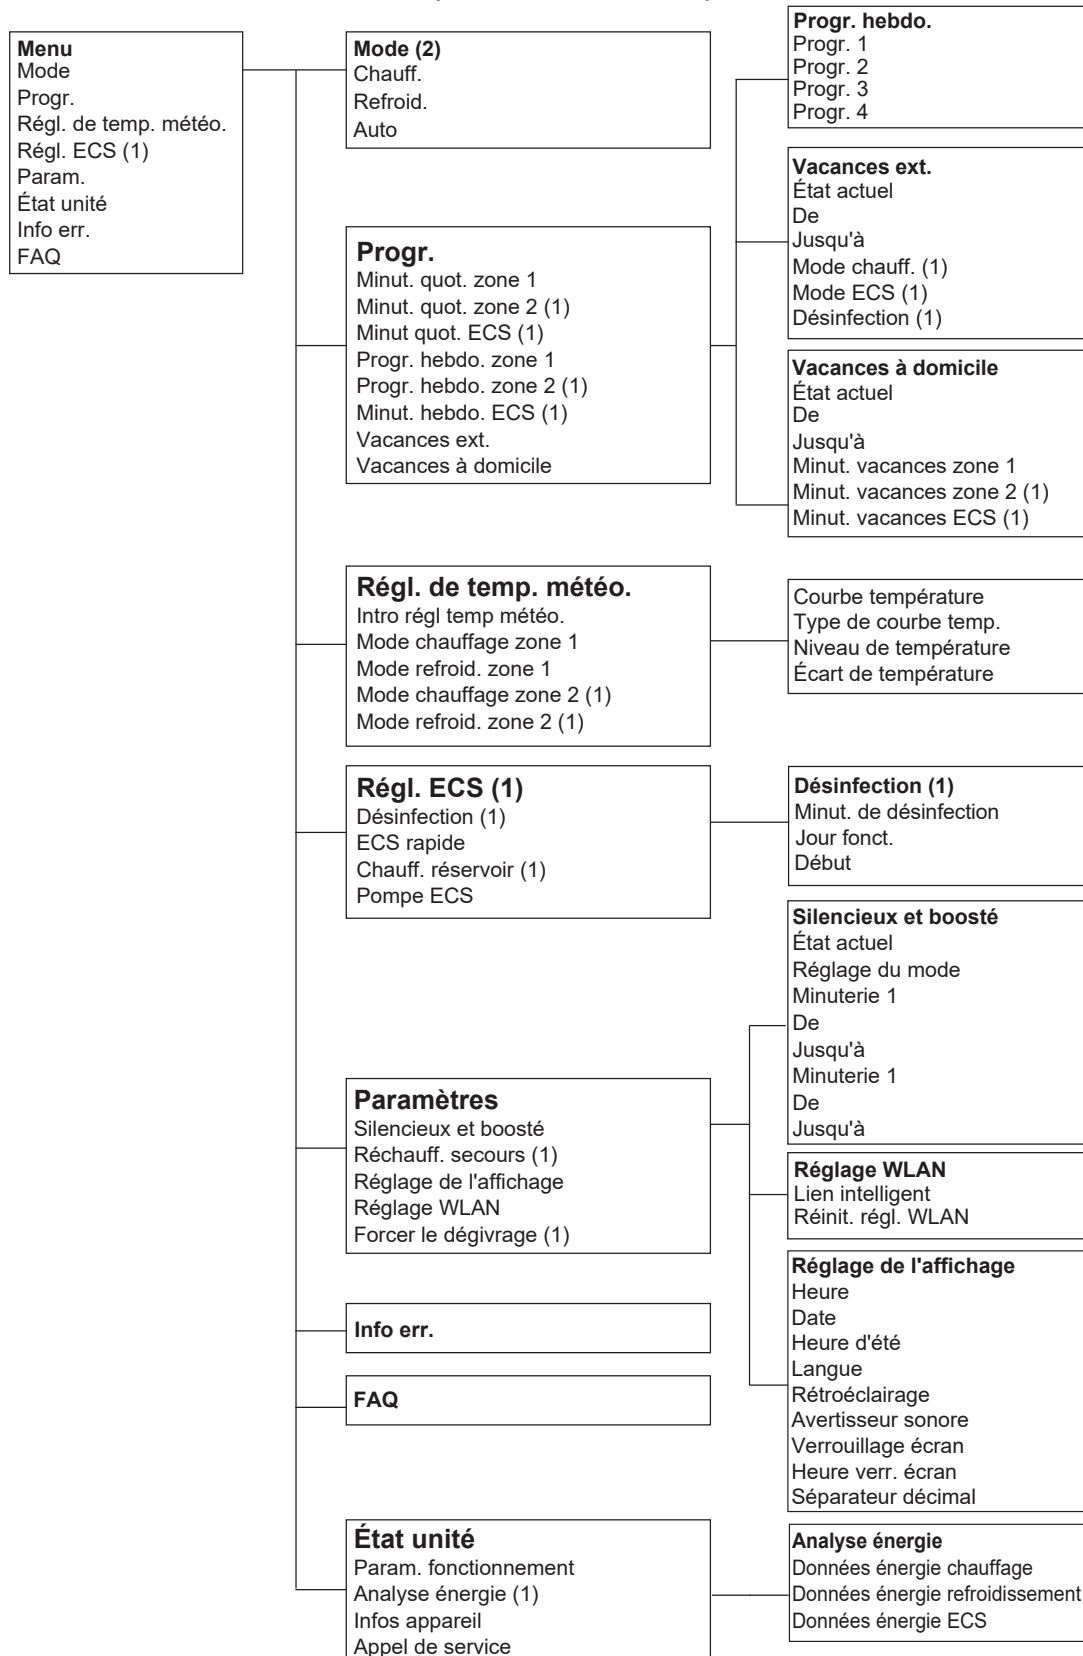 Menu
Mode
Progr.
Régl. de temp. météo.
Régl. ECS (1)
Param.
État unité
Info err.
FAQ
Mode (2)
Chauff.
Refroid.
Auto
Progr. hebdo.
Progr. 1
Progr. 2
Progr. 3
Progr. 4
Progr.
Minut. quot. zone 1
Minut. quot. zone 2 (1)
Minut quot. ECS (1)
Progr. hebdo. zone 1
Progr. hebdo. zone 2 (1)
Minut. hebdo. ECS (1)
Vacances ext.
Vacances à domicile
Vacances ext.
État actuel
De
Jusqu'à
Mode chauff. (1)
Mode ECS (1)
Désinfection (1)
Vacances à domicile
État actuel
De
Jusqu'à
Minut. vacances zone 1
Minut. vacances zone 2 (1)
Minut. vacances ECS (1)
Régl. de temp. météo.
Intro régl temp météo.
Mode chauffage zone 1
Mode refroid. zone 1
Mode chauffage zone 2 (1)
Mode refroid. zone 2 (1)
Courbe température
Type de courbe temp.
Niveau de température
Écart de température
Régl. ECS (1)
Désinfection (1)
ECS rapide
Chauff. réservoir (1)
Pompe ECS
Désinfection (1)
Minut. de désinfection
Jour fonct.
Début
Paramètres
Silencieux et boosté
Réchauff. secours (1)
Réglage de l'affichage
Réglage WLAN
Forcer le dégivrage (1)
Silencieux et boosté
État actuel
Réglage du mode
Minuterie 1
De
Jusqu'à
Minuterie 1
De
Jusqu'à
Réglage WLAN
Lien intelligent
Réinit. régl. WLAN
Réglage de l'affichage
Heure
Date
Heure d'été
Langue
Rétroéclairage
Avertisseur sonore
Verrouillage écran
Heure verr. écran
Séparateur décimal
Info err.
FAQ
État unité
Param. fonctionnement
Analyse énergie (1)
Infos appareil
Appel de service
Analyse énergie
Données énergie chauffage
Données énergie refroidissement
Données énergie ECS